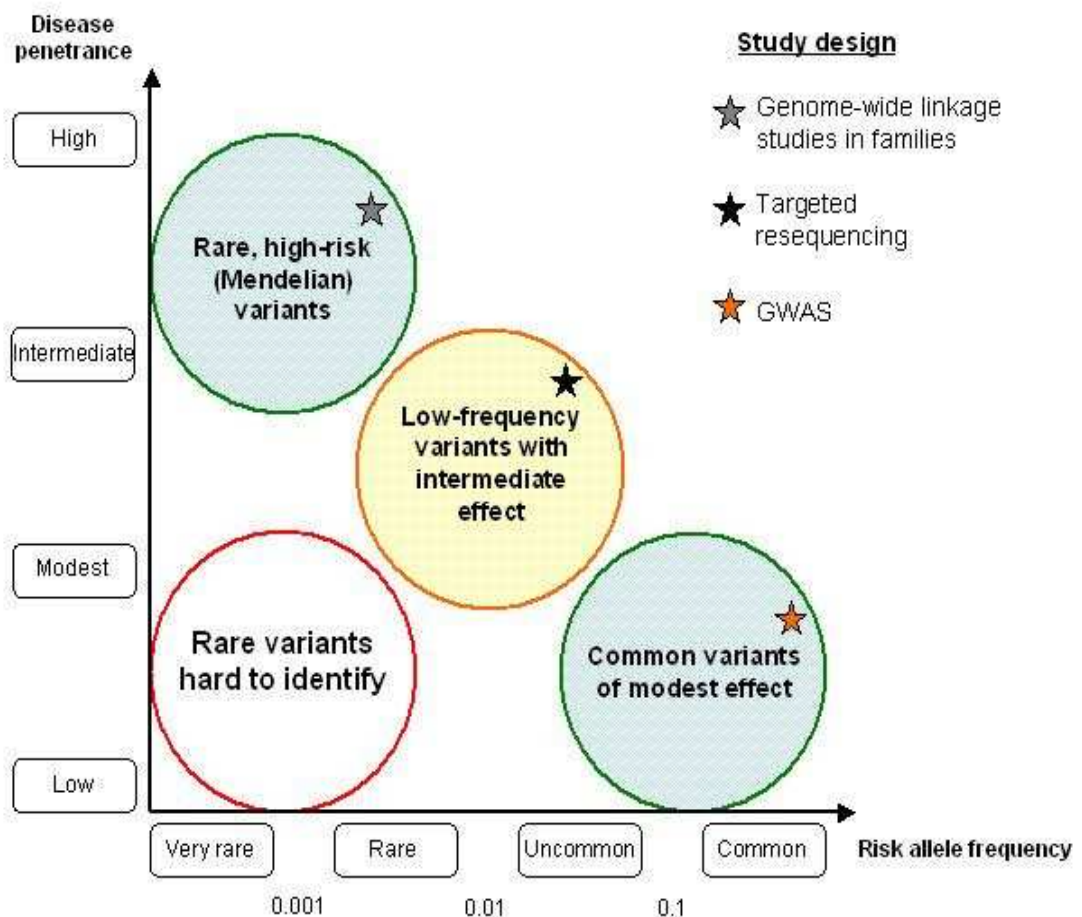 Disease
penetrance
Study design
Genome-wide linkage
studies in families
Targeted
resequencing
GWAS
High
Intermediate
Modest
Low
Rare, high-risk
(Mendelian)
variants
Low-frequency
variants with
intermediate
effect
Rare variants
hard to identify
Common variants
of modest effect
Very rare
Rare
Uncommon
Common
Risk allele frequency
0.001
0.01
0.1